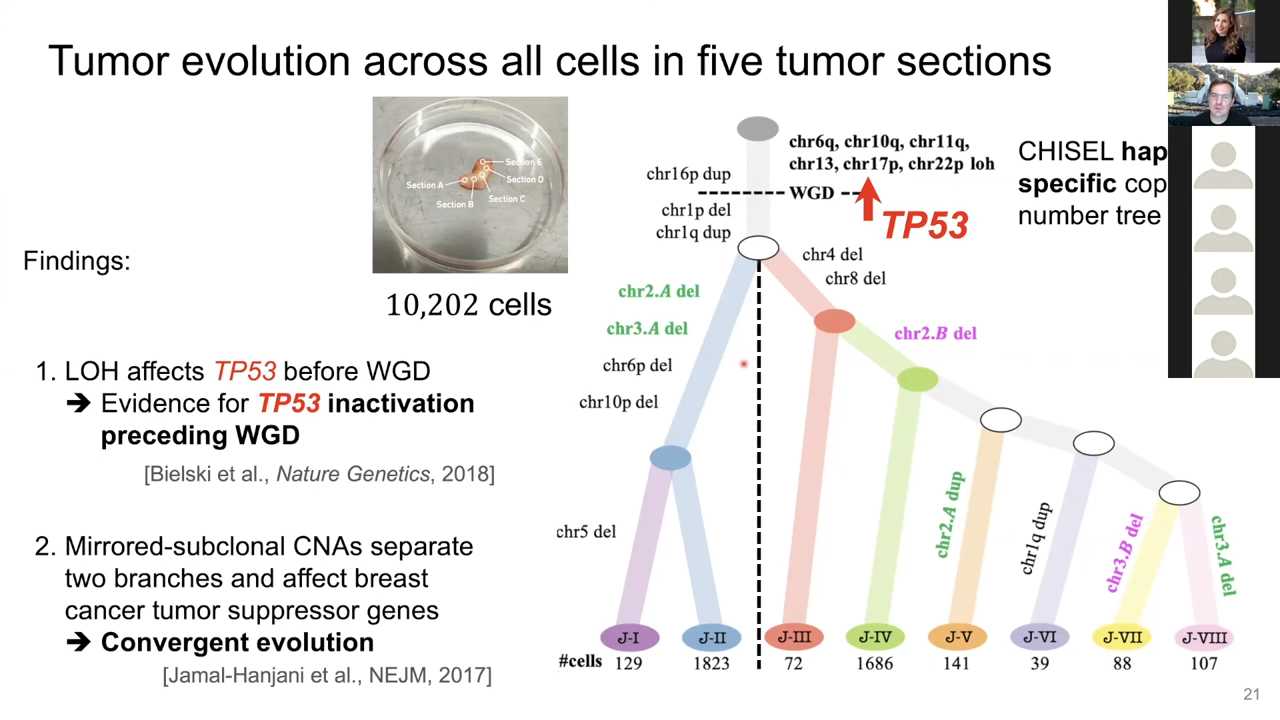 Tumor evolution across all cells in five tumor sections
Section E
Section D
Section A
Section C
Section B
10,202 cells
Findings:
1. LOH affects TP53 before WGD
➔ Evidence for TP53 inactivation
preceding WGD
[Bielski et al., Nature Genetics, 2018]
2. Mirrored-subclonal CNAs separate
two branches and affect breast
cancer tumor suppressor genes
➔ Convergent evolution
[Jamal-Hanjani et al., NEJM, 2017]
chr6q, chr10q, chr11q,
chr13, chr17p, chr22p loh
chr16p dup
WGD
chr1p del
chr1q dup
TP53
CHISEL hap
specific cop
number tree
chr4 del
chr8 del
chr2.A del
chr3.A del
chr6p del
chr10p del
chr2.B del
chr5 del
chr2.A dup
chr1q dup
chr3.B del
chr3.A del
J-I J-II J-III J-IV J-V J-VI J-VII J-VIII
#cells 129 1823 72 1686 141 39 88 107
21